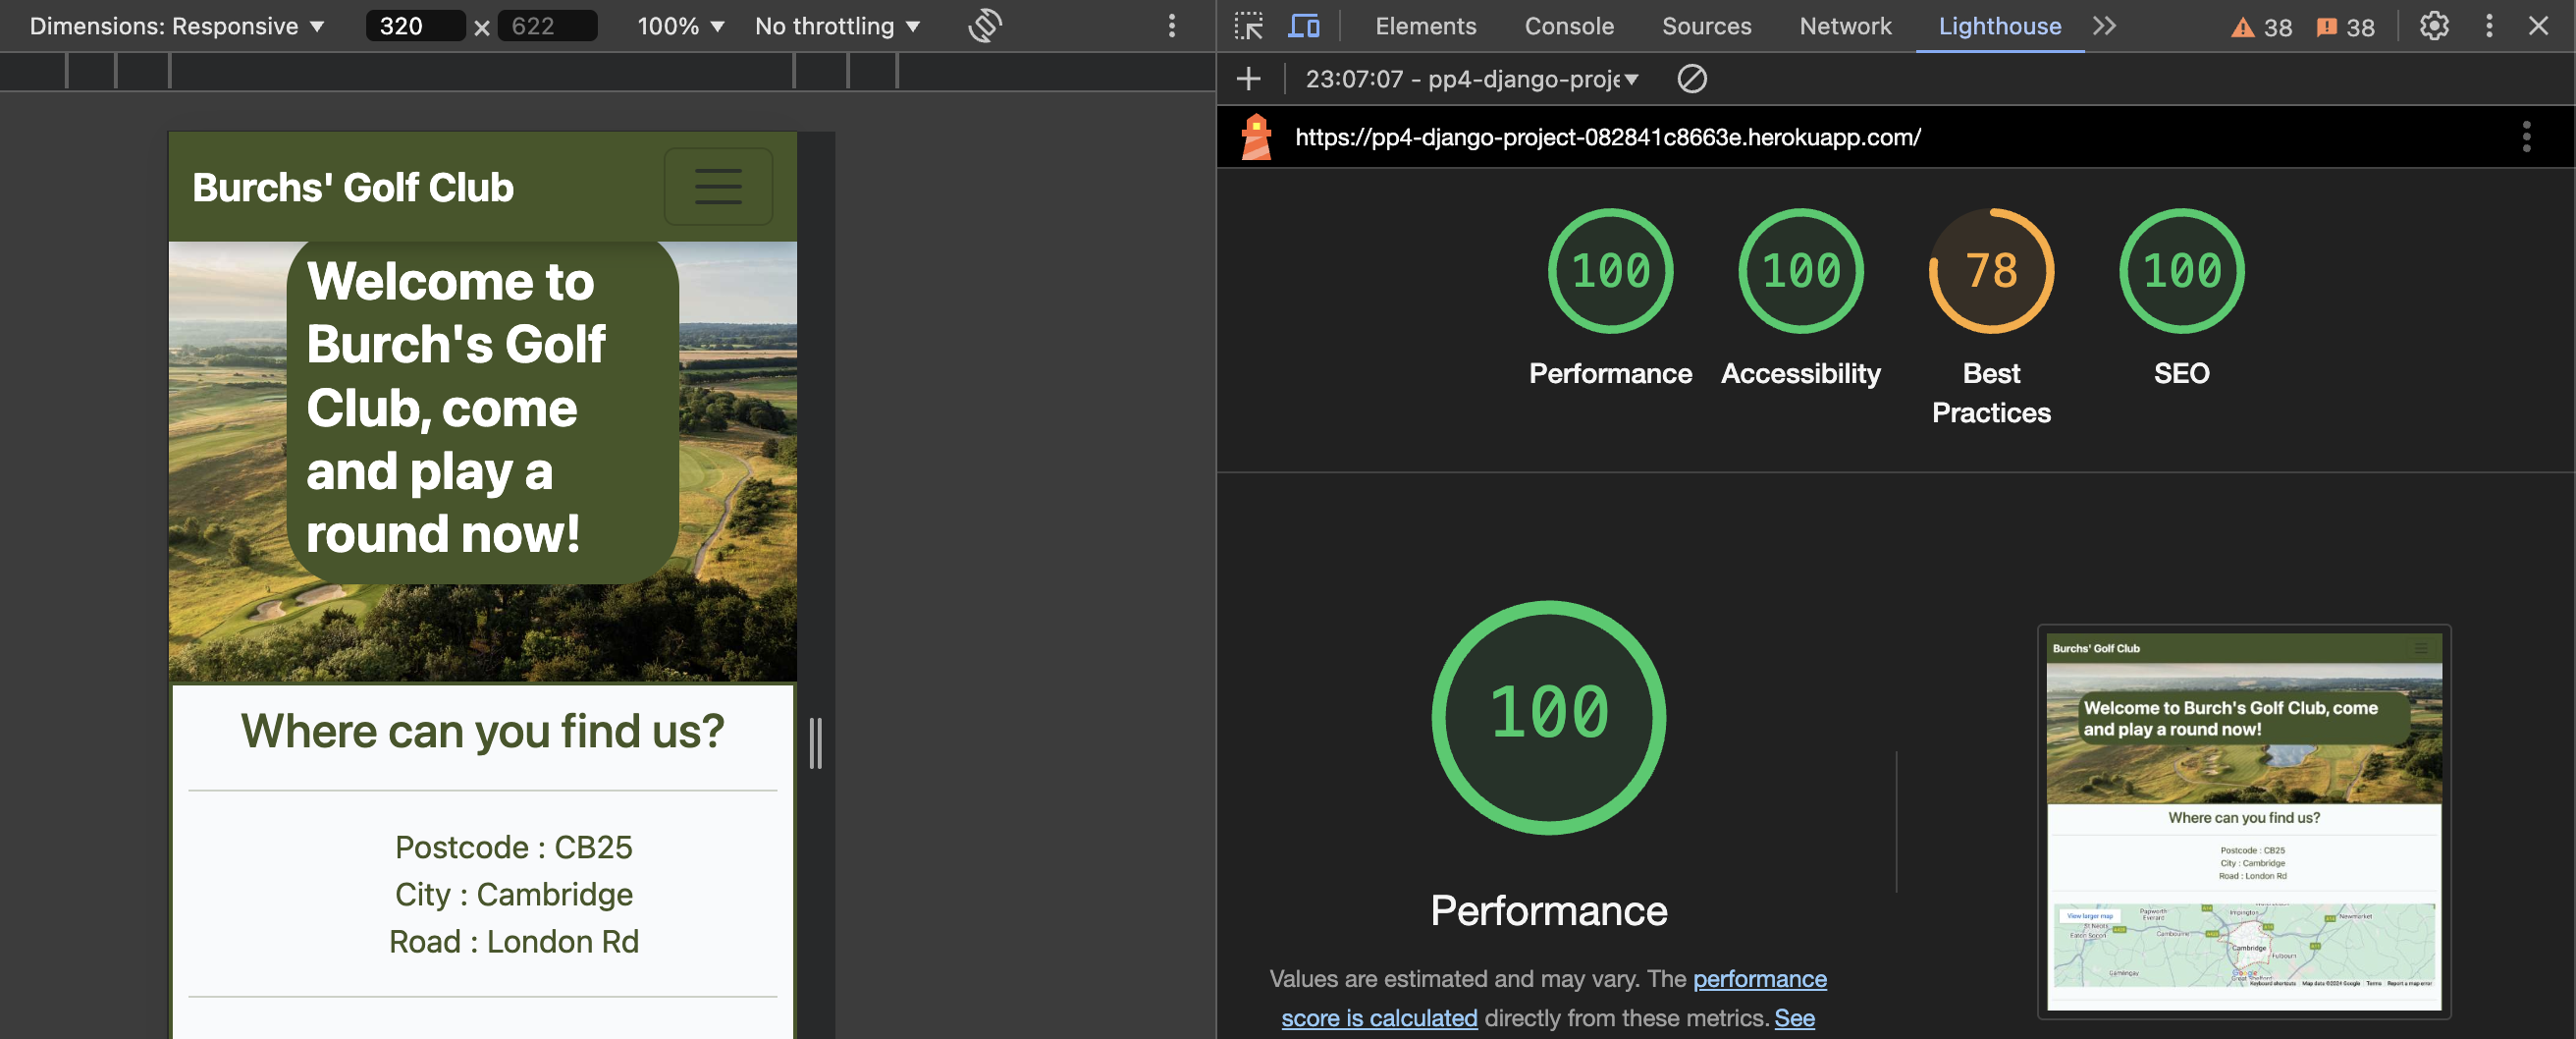 Dimensions: Responsive ▼ 320 × 622 100% ▼ No throttling ▼
Elements Console Sources Network Lighthouse 38 38
23:07:07 - pp4-django-proje
https://pp4-django-project-082841c8663e.herokuapp.com/
Burchs' Golf Club
Welcome to
Burch's Golf
Club, come
and play a
round now!
Where can you find us?
Postcode : CB25
City : Cambridge
Road : London Rd
100 100 78 100
Performance Accessibility Best Practices SEO
100
Performance
Values are estimated and may vary. The performance
score is calculated directly from these metrics. See
Burchs' Golf Club
Welcome to Burch's Golf Club, come
and play a round now!
Where can you find us?
Postcode : CB25
City : Cambridge
Road : London Rd
View larger map
Papworth
Everard
Impington
Newmarket
Cambourne
Cambridge
Fulbourn
Gamlingay
Great Shelford
Google
Keyboard shortcuts Map data ©2024 Google Terms Report a map error